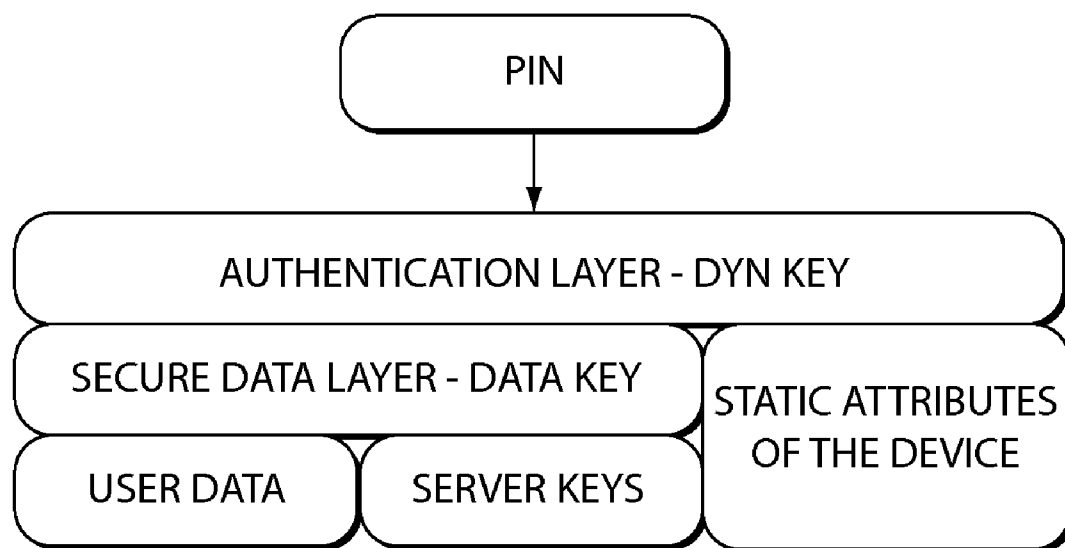 PIN
AUTHENTICATION LAYER - DYN KEY
SECURE DATA LAYER - DATA KEY
STATIC ATTRIBUTES
OF THE DEVICE
USER DATA
SERVER KEYS